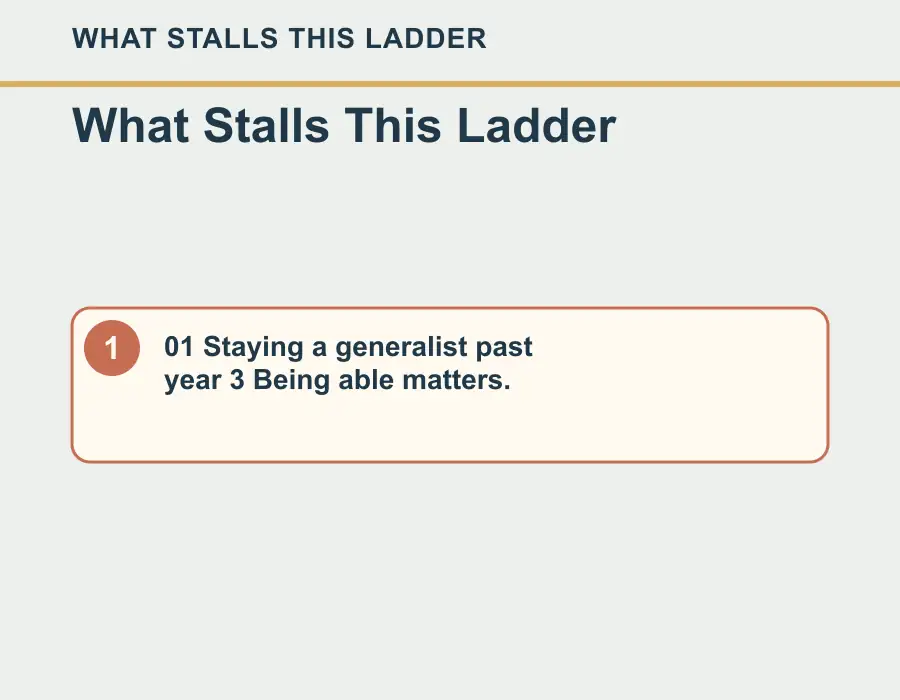 WHAT STALLS THIS LADDER
What Stalls This Ladder
1
01 Staying a generalist past
year 3 Being able matters.